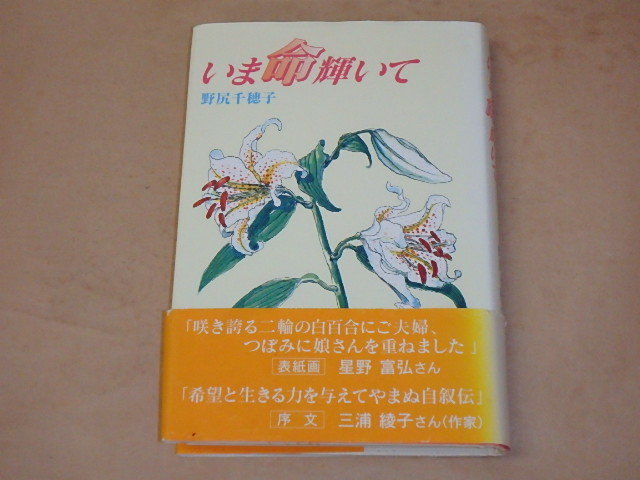 いま命輝いて
野尻千穂子
「咲き誇る二輪の白百合にご夫婦、
つぼみに娘さんを重ねました」
表紙画 星野 富弘さん
「希望と生きる力を与えてやまぬ自叙伝」
序文 三浦 綾子さん（作家）